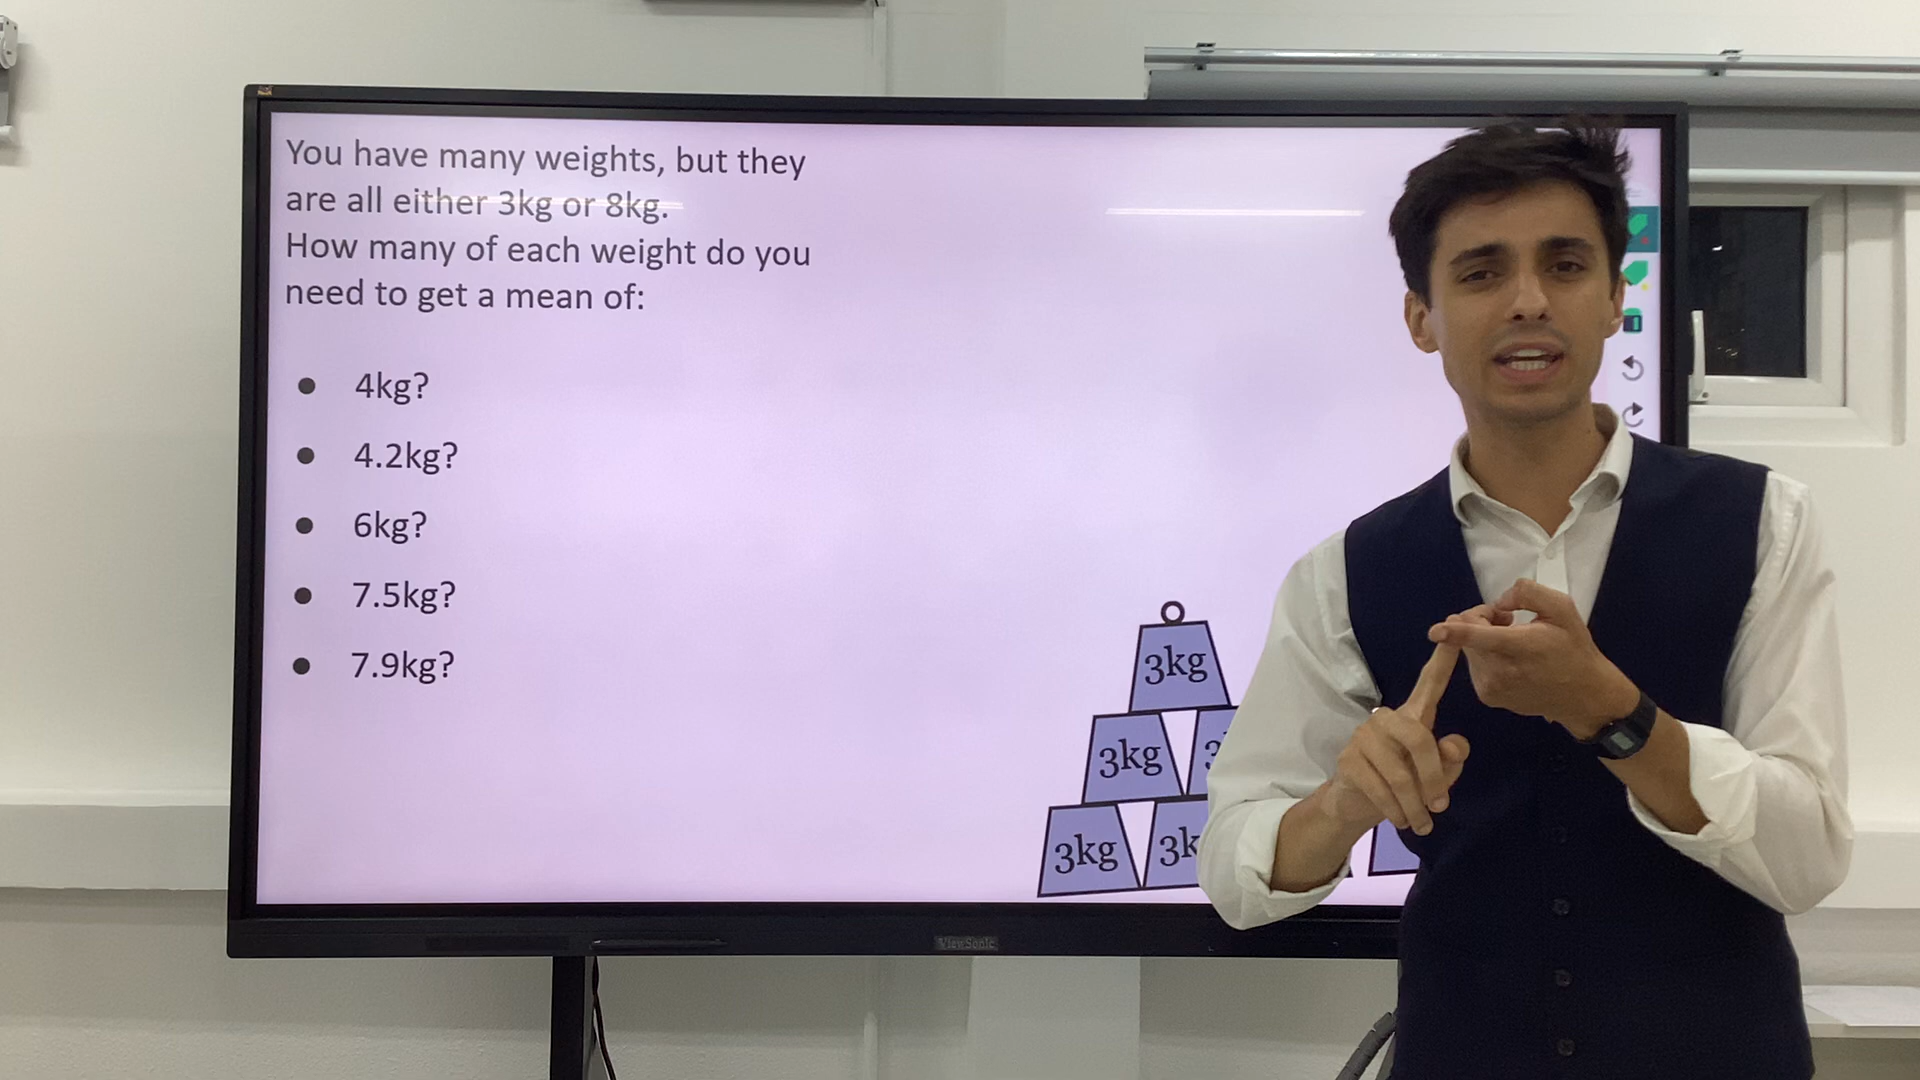 You have many weights, but they
are all either 3kg or 8kg.
How many of each weight do you
need to get a mean of:
● 4kg?
● 4.2kg?
● 6kg?
● 7.5kg?
● 7.9kg?
3kg
3kg
3kg
ViewSonic